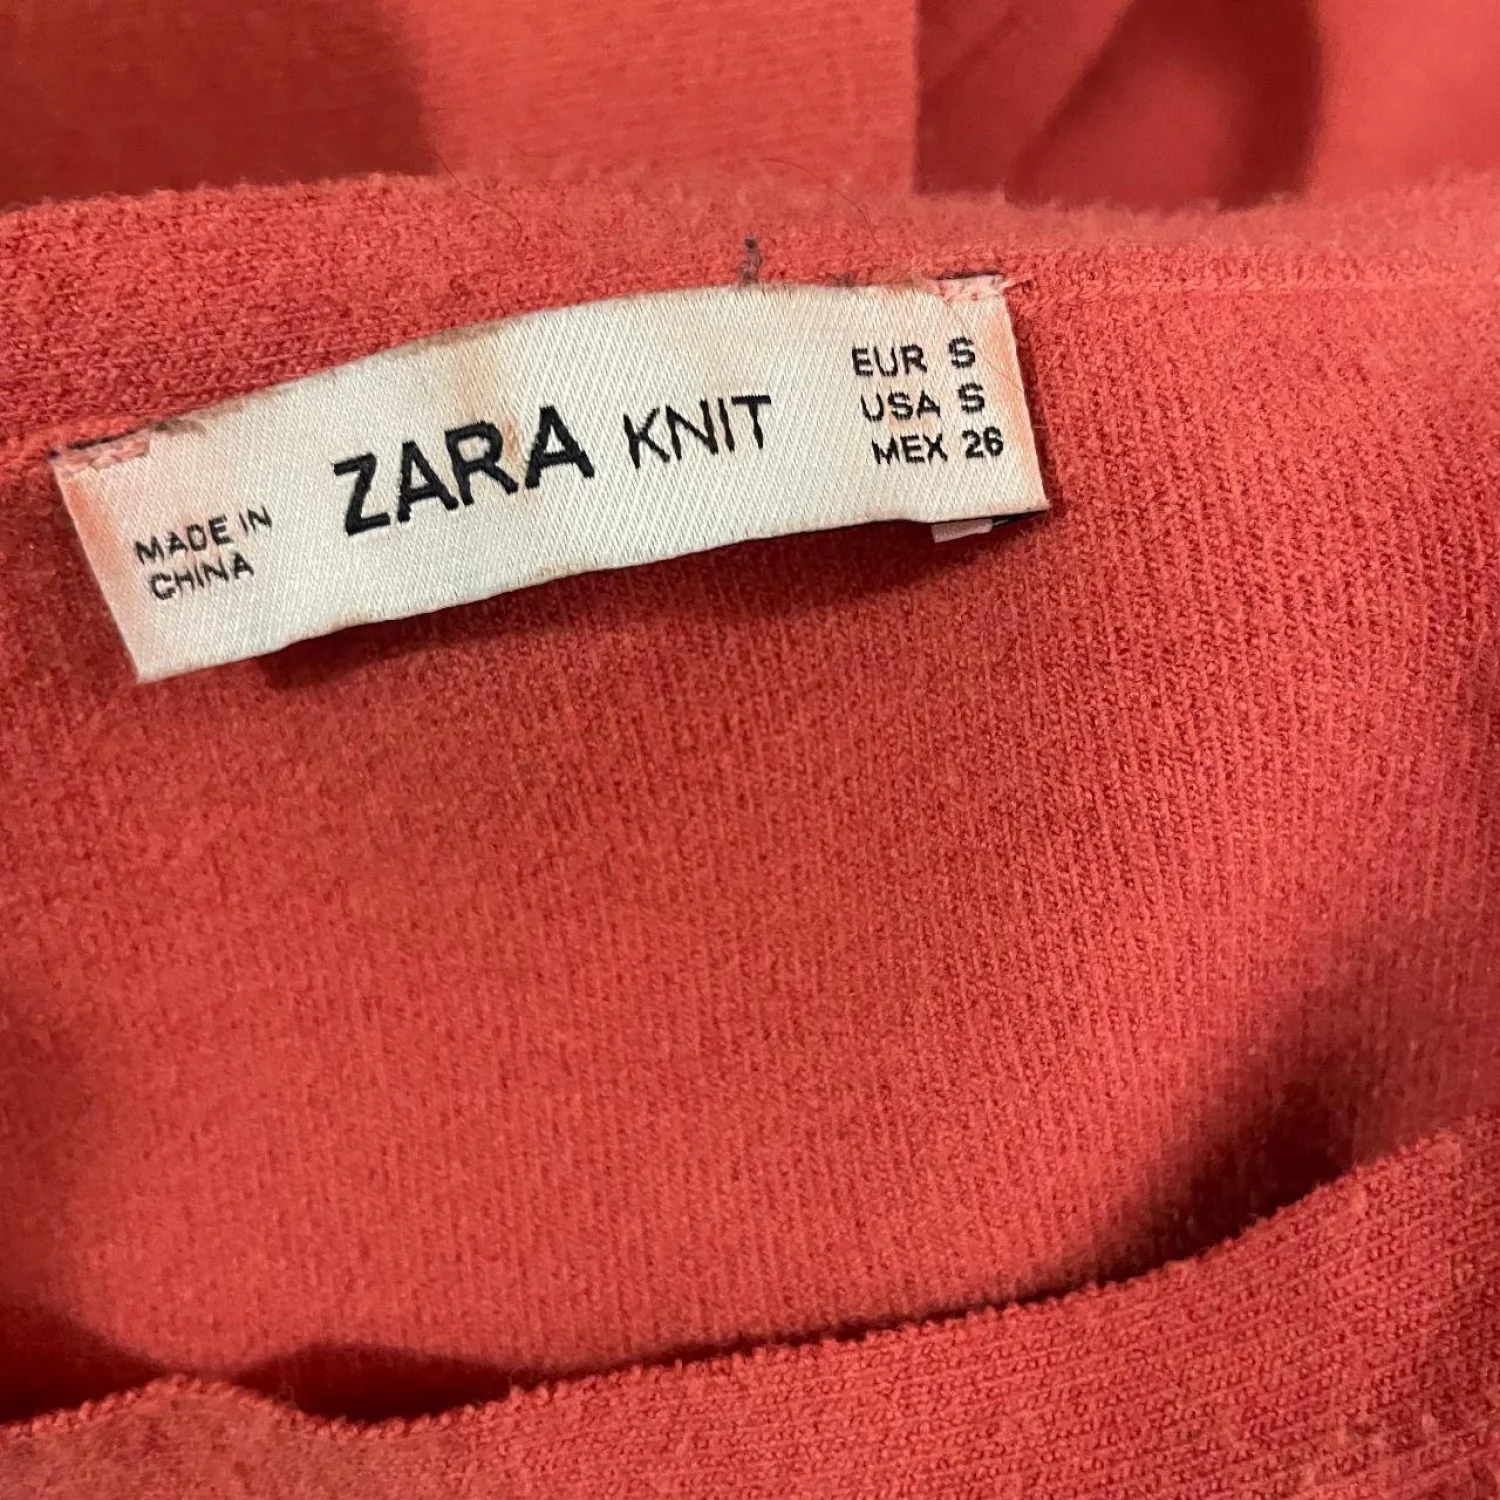 MADE IN
CHINA
ZARA KNIT
EUR S
USA S
MEX 26